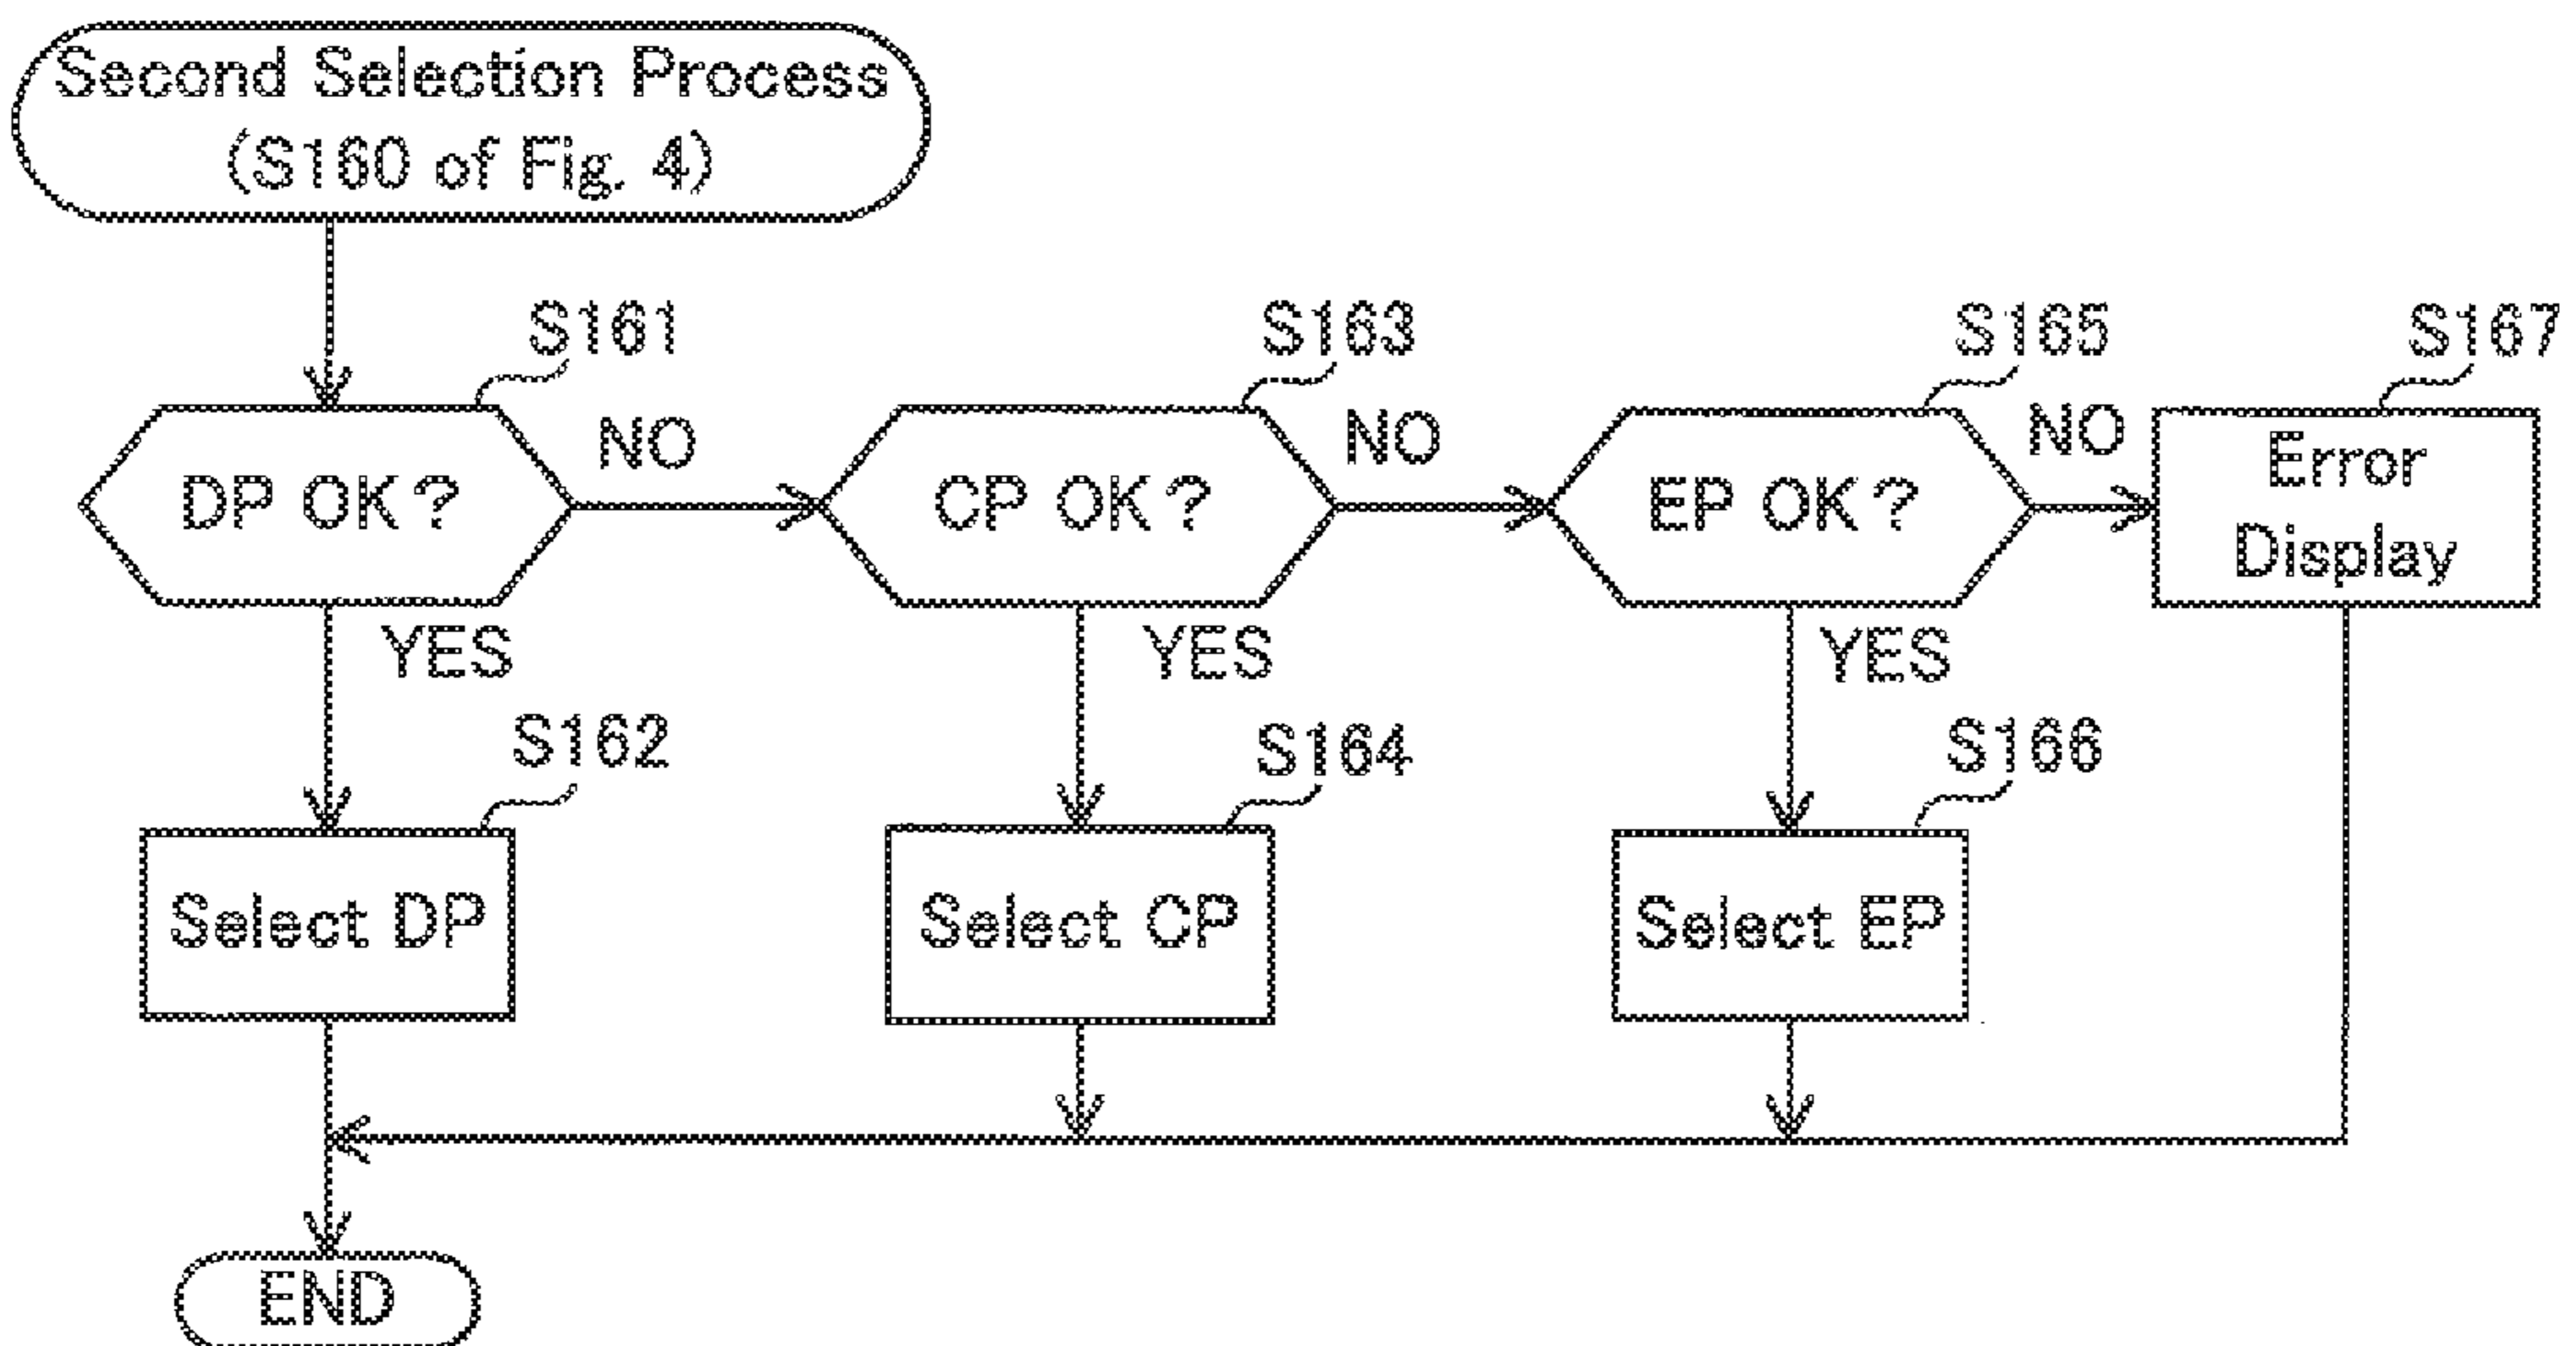 Second Selection Process
(S160 of Fig. 4)
S161
S163
S165
S167
DP OK?
NO
CP OK?
NO
EP OK?
NO
Error
Display
YES
YES
YES
S162
S164
S166
Select DP
Select CP
Select EP
END